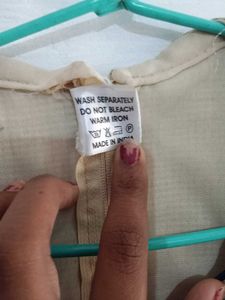 WASH SEPARATELY
DO NOT BLEACH
WARM IRON
P
MADE IN INDIA